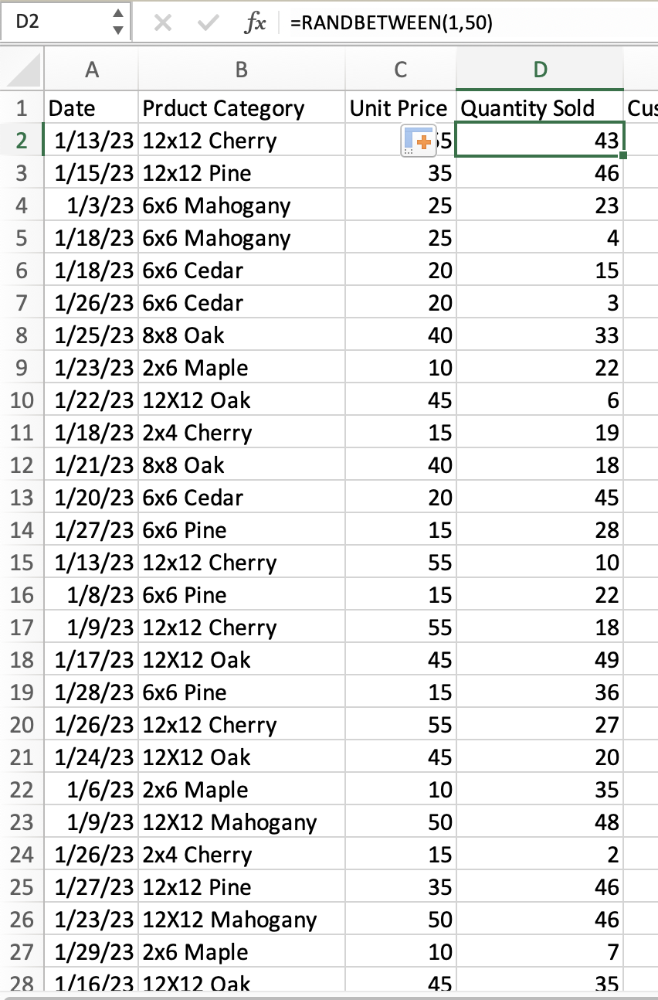 D2 fx =RANDBETWEEN(1,50)
A B C D
1 Date Prduct Category Unit Price Quantity Sold Cus
2 1/13/23 12x12 Cherry 5 43
3 1/15/23 12x12 Pine 35 46
4 1/3/23 6x6 Mahogany 25 23
5 1/18/23 6x6 Mahogany 25 4
6 1/18/23 6x6 Cedar 20 15
7 1/26/23 6x6 Cedar 20 3
8 1/25/23 8x8 Oak 40 33
9 1/23/23 2x6 Maple 10 22
10 1/22/23 12X12 Oak 45 6
11 1/18/23 2x4 Cherry 15 19
12 1/21/23 8x8 Oak 40 18
13 1/20/23 6x6 Cedar 20 45
14 1/27/23 6x6 Pine 15 28
15 1/13/23 12x12 Cherry 55 10
16 1/8/23 6x6 Pine 15 22
17 1/9/23 12x12 Cherry 55 18
18 1/17/23 12X12 Oak 45 49
19 1/28/23 6x6 Pine 15 36
20 1/26/23 12x12 Cherry 55 27
21 1/24/23 12X12 Oak 45 20
22 1/6/23 2x6 Maple 10 35
23 1/9/23 12X12 Mahogany 50 48
24 1/26/23 2x4 Cherry 15 2
25 1/27/23 12x12 Pine 35 46
26 1/23/23 12X12 Mahogany 50 46
27 1/29/23 2x6 Maple 10 7
28 1/16/23 12X12 Oak 45 35